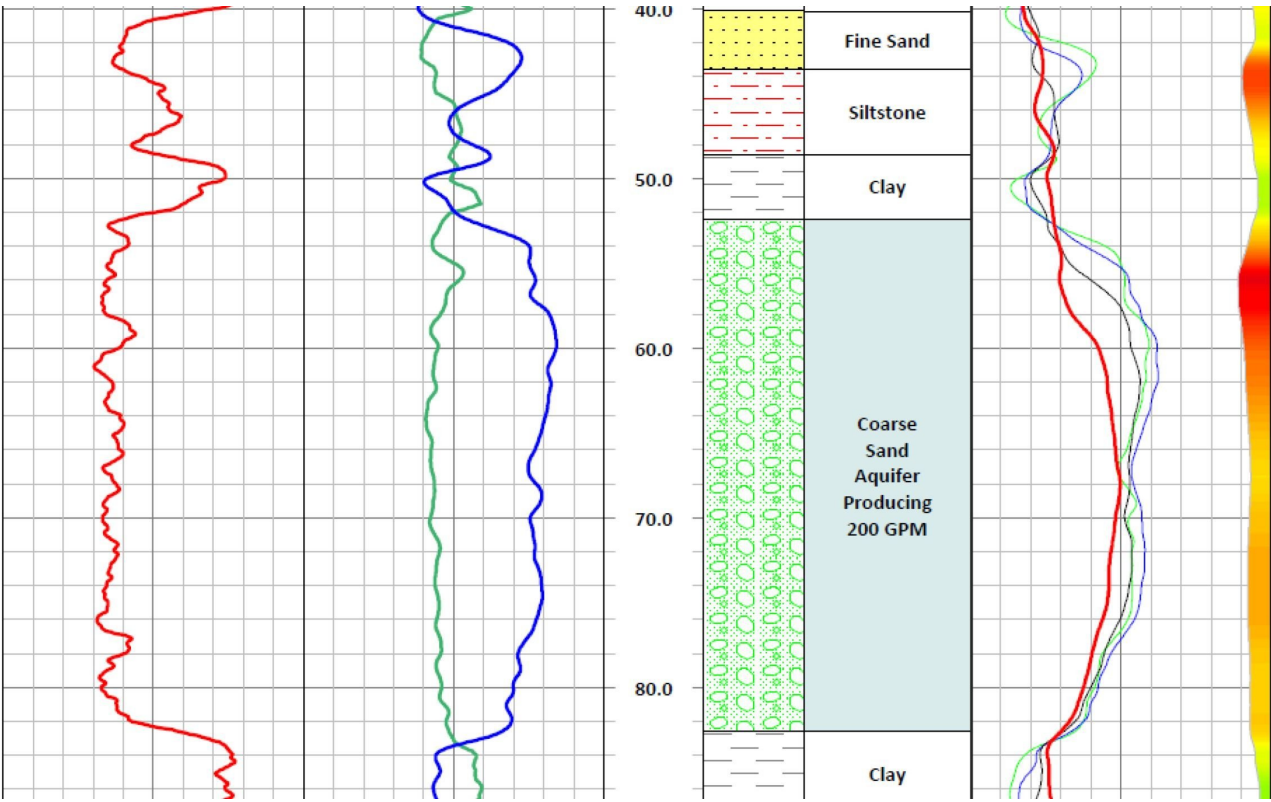 40.0
Fine Sand
Siltstone
50.0
Clay
60.0
Coarse
Sand
Aquifer
Producing
200 GPM
70.0
80.0
Clay